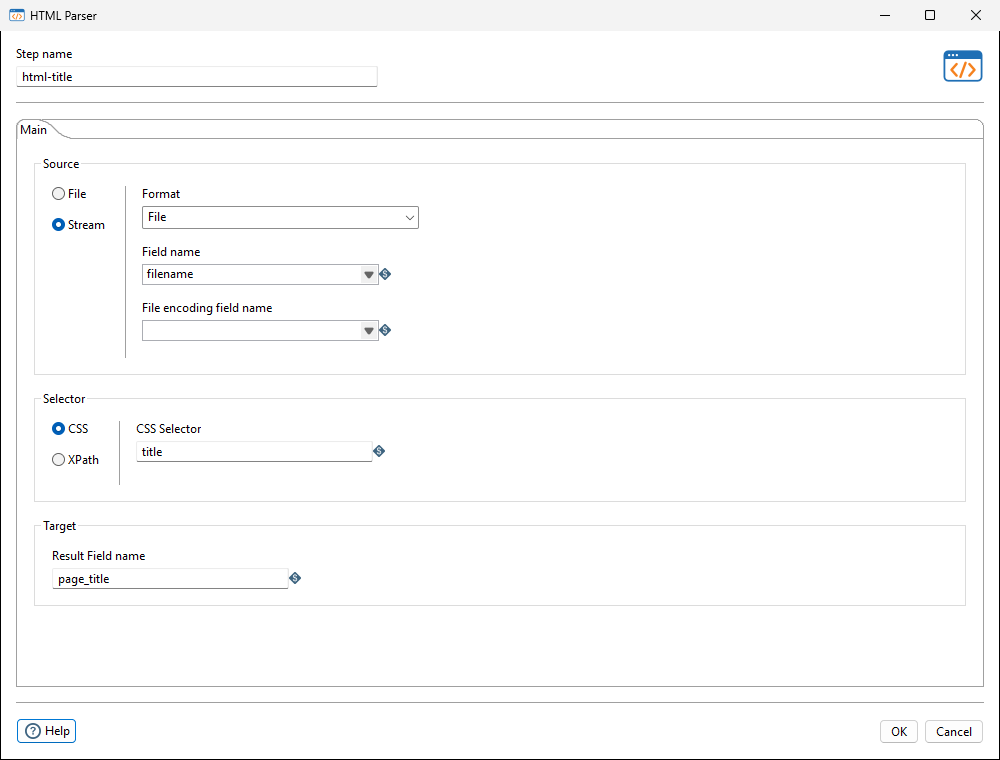 HTML Parser
Step name
html-title
Main
Source
File
Stream
Format
File
Field name
filename
File encoding field name
Selector
CSS
XPath
CSS Selector
title
Target
Result Field name
page_title
Help
OK
Cancel